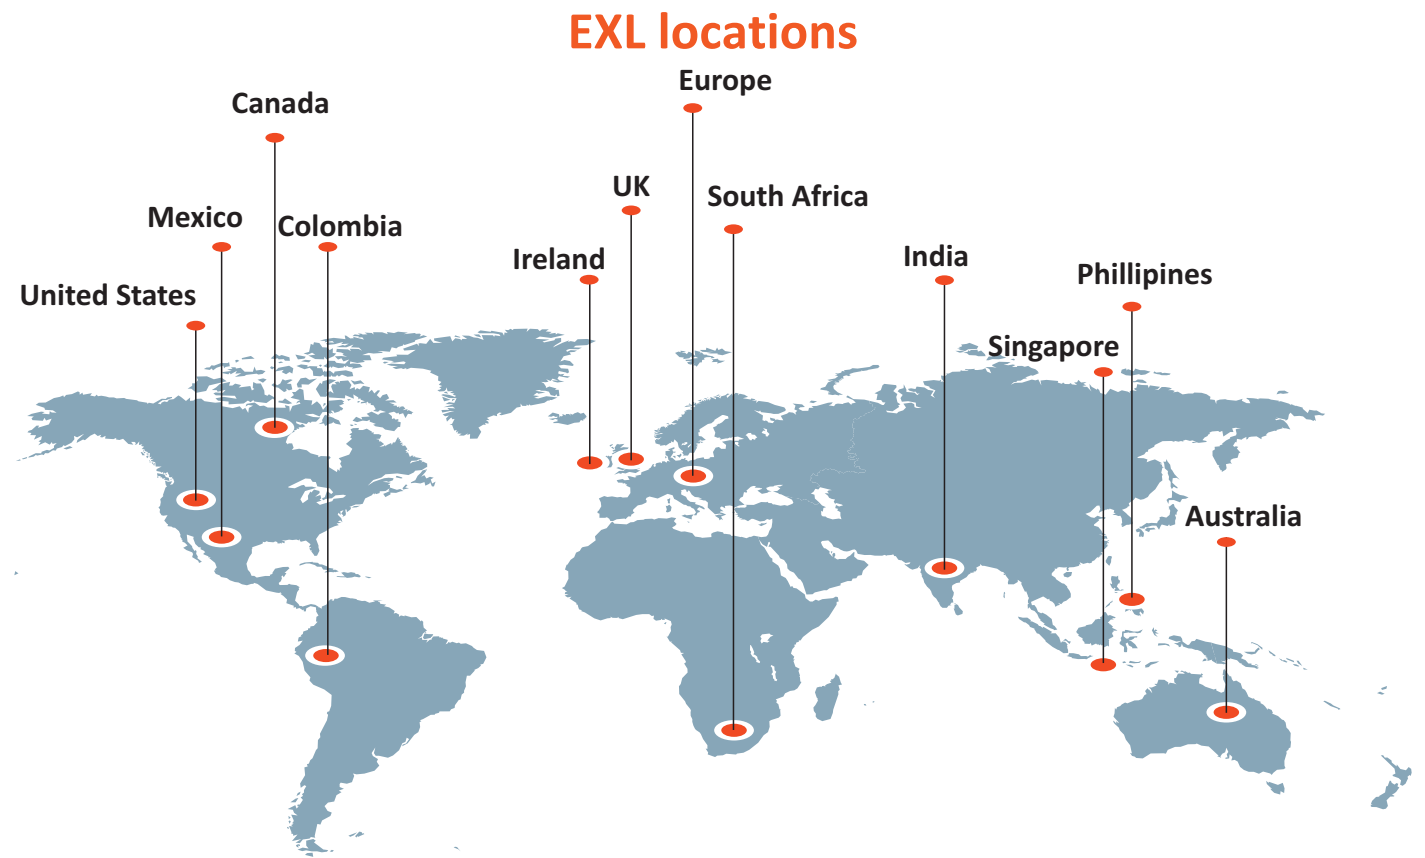 EXL locations
Europe
Canada
UK
South Africa
Mexico
Colombia
Ireland
India
Phillipines
United States
Singapore
Australia